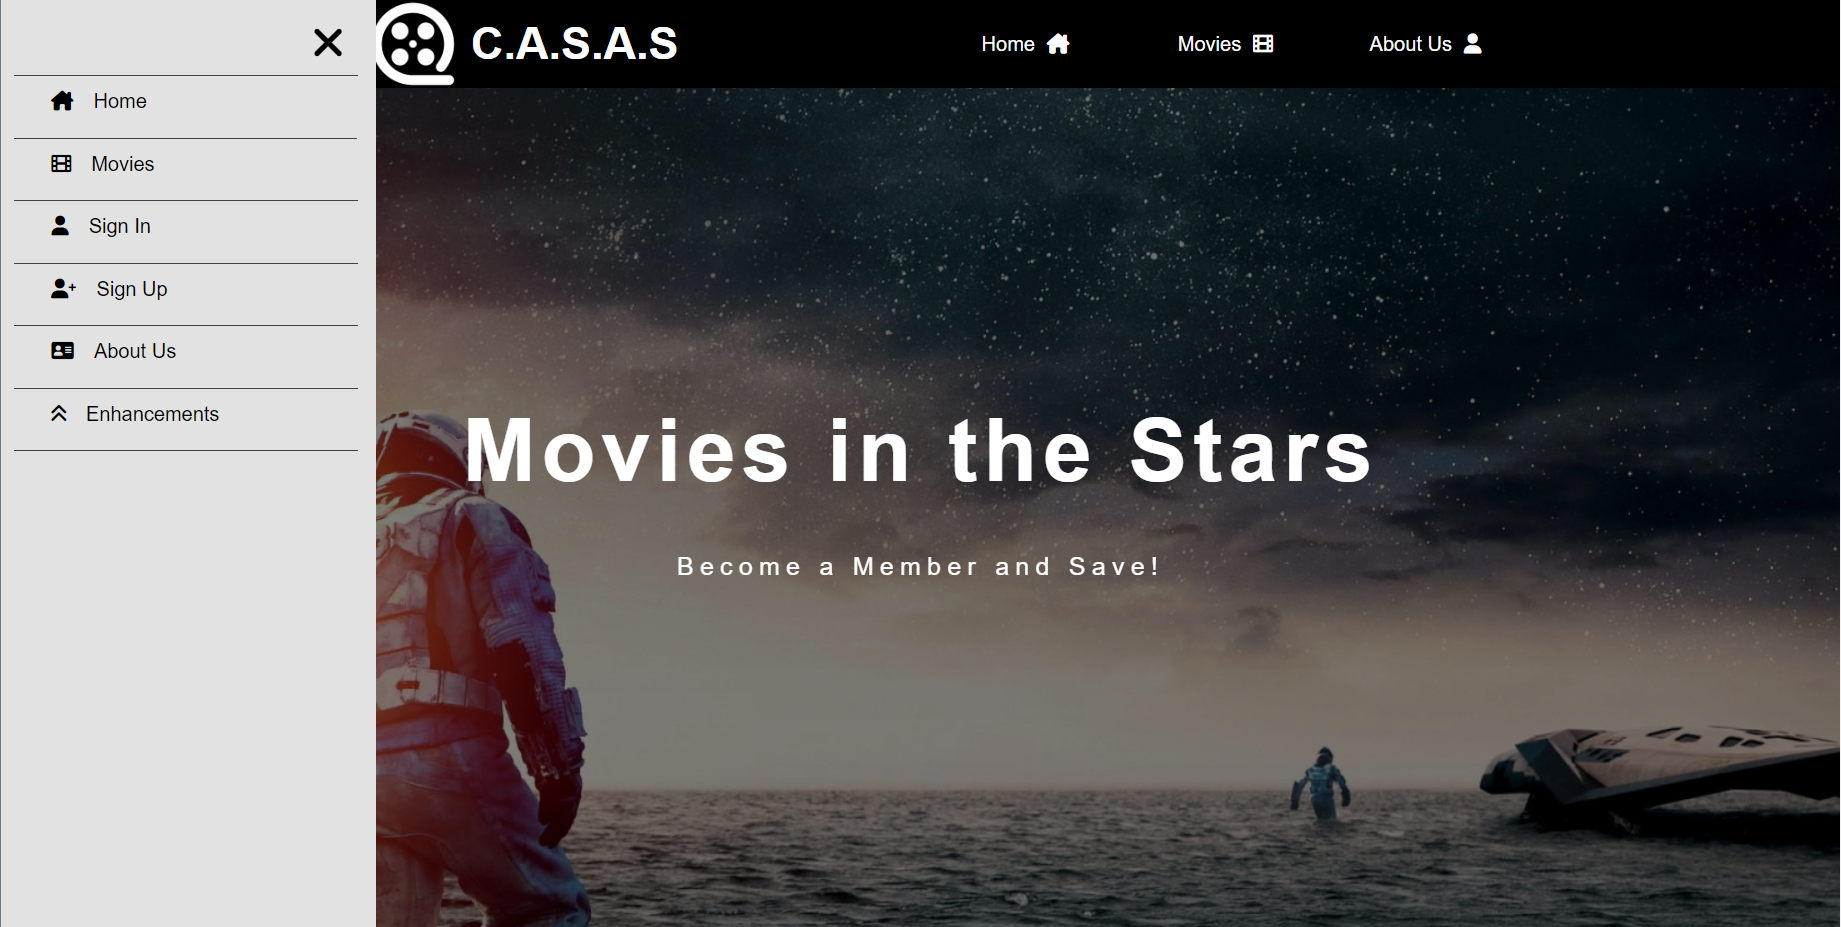 Home
Movies
Sign In
Sign Up
About Us
Enhancements
C.A.S.A.S
Home
Movies
About Us
Movies in the Stars
Become a Member and Save!